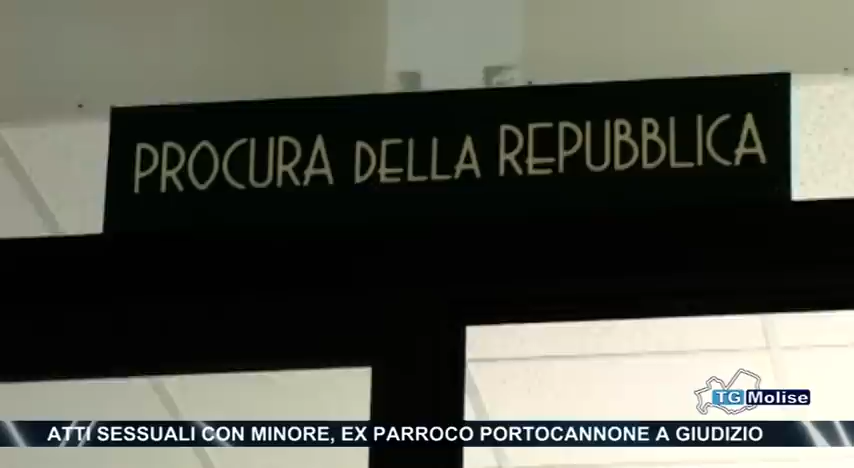 PROCURA DELLA REPUBBLICA
TG Molise
ATTI SESSUALI CON MINORE, EX PARROCO PORTOCANNONE A GIUDIZIO